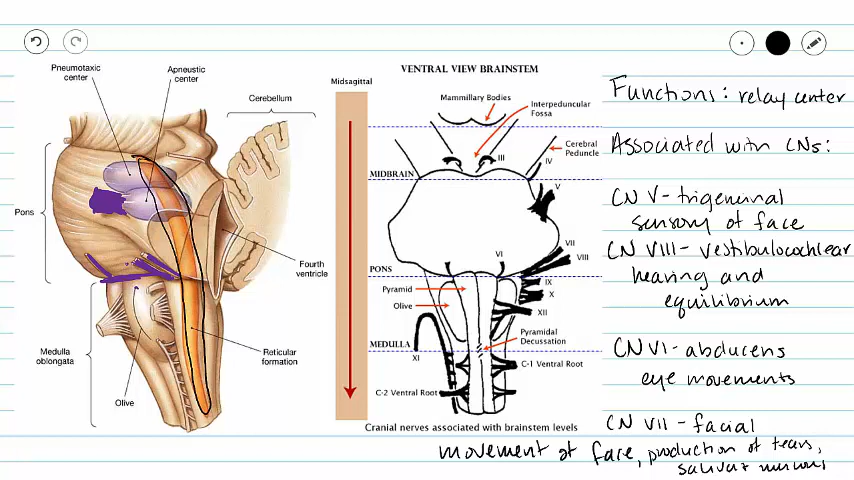 Pneumotaxic
center
Apneustic
center
Cerebellum
Pons
Fourth
ventricle
Medulla
oblongata
Reticular
formation
Olive
Midsagittal
VENTRAL VIEW BRAINSTEM
Mammillary Bodies
Interpeduncular
Fossa
Cerebral
Peduncle
III
IV
MIDBRAIN
V
VI
VII
VIII
PONS
IX
X
Pyramid
Olive
XII
Pyramidal
Decussation
MEDULLA
XI
C-1 Ventral Root
C-2 Ventral Root
Cranial nerves associated with brainstem levels
Functions: relay center
Associated with CNs:
CN V - trigeminal
sensory of face
CN VIII - vestibulocochlear
hearing and
equilibrium
CN VI - abducens
eye movements
CN VII - facial
movement of face, production of tears,